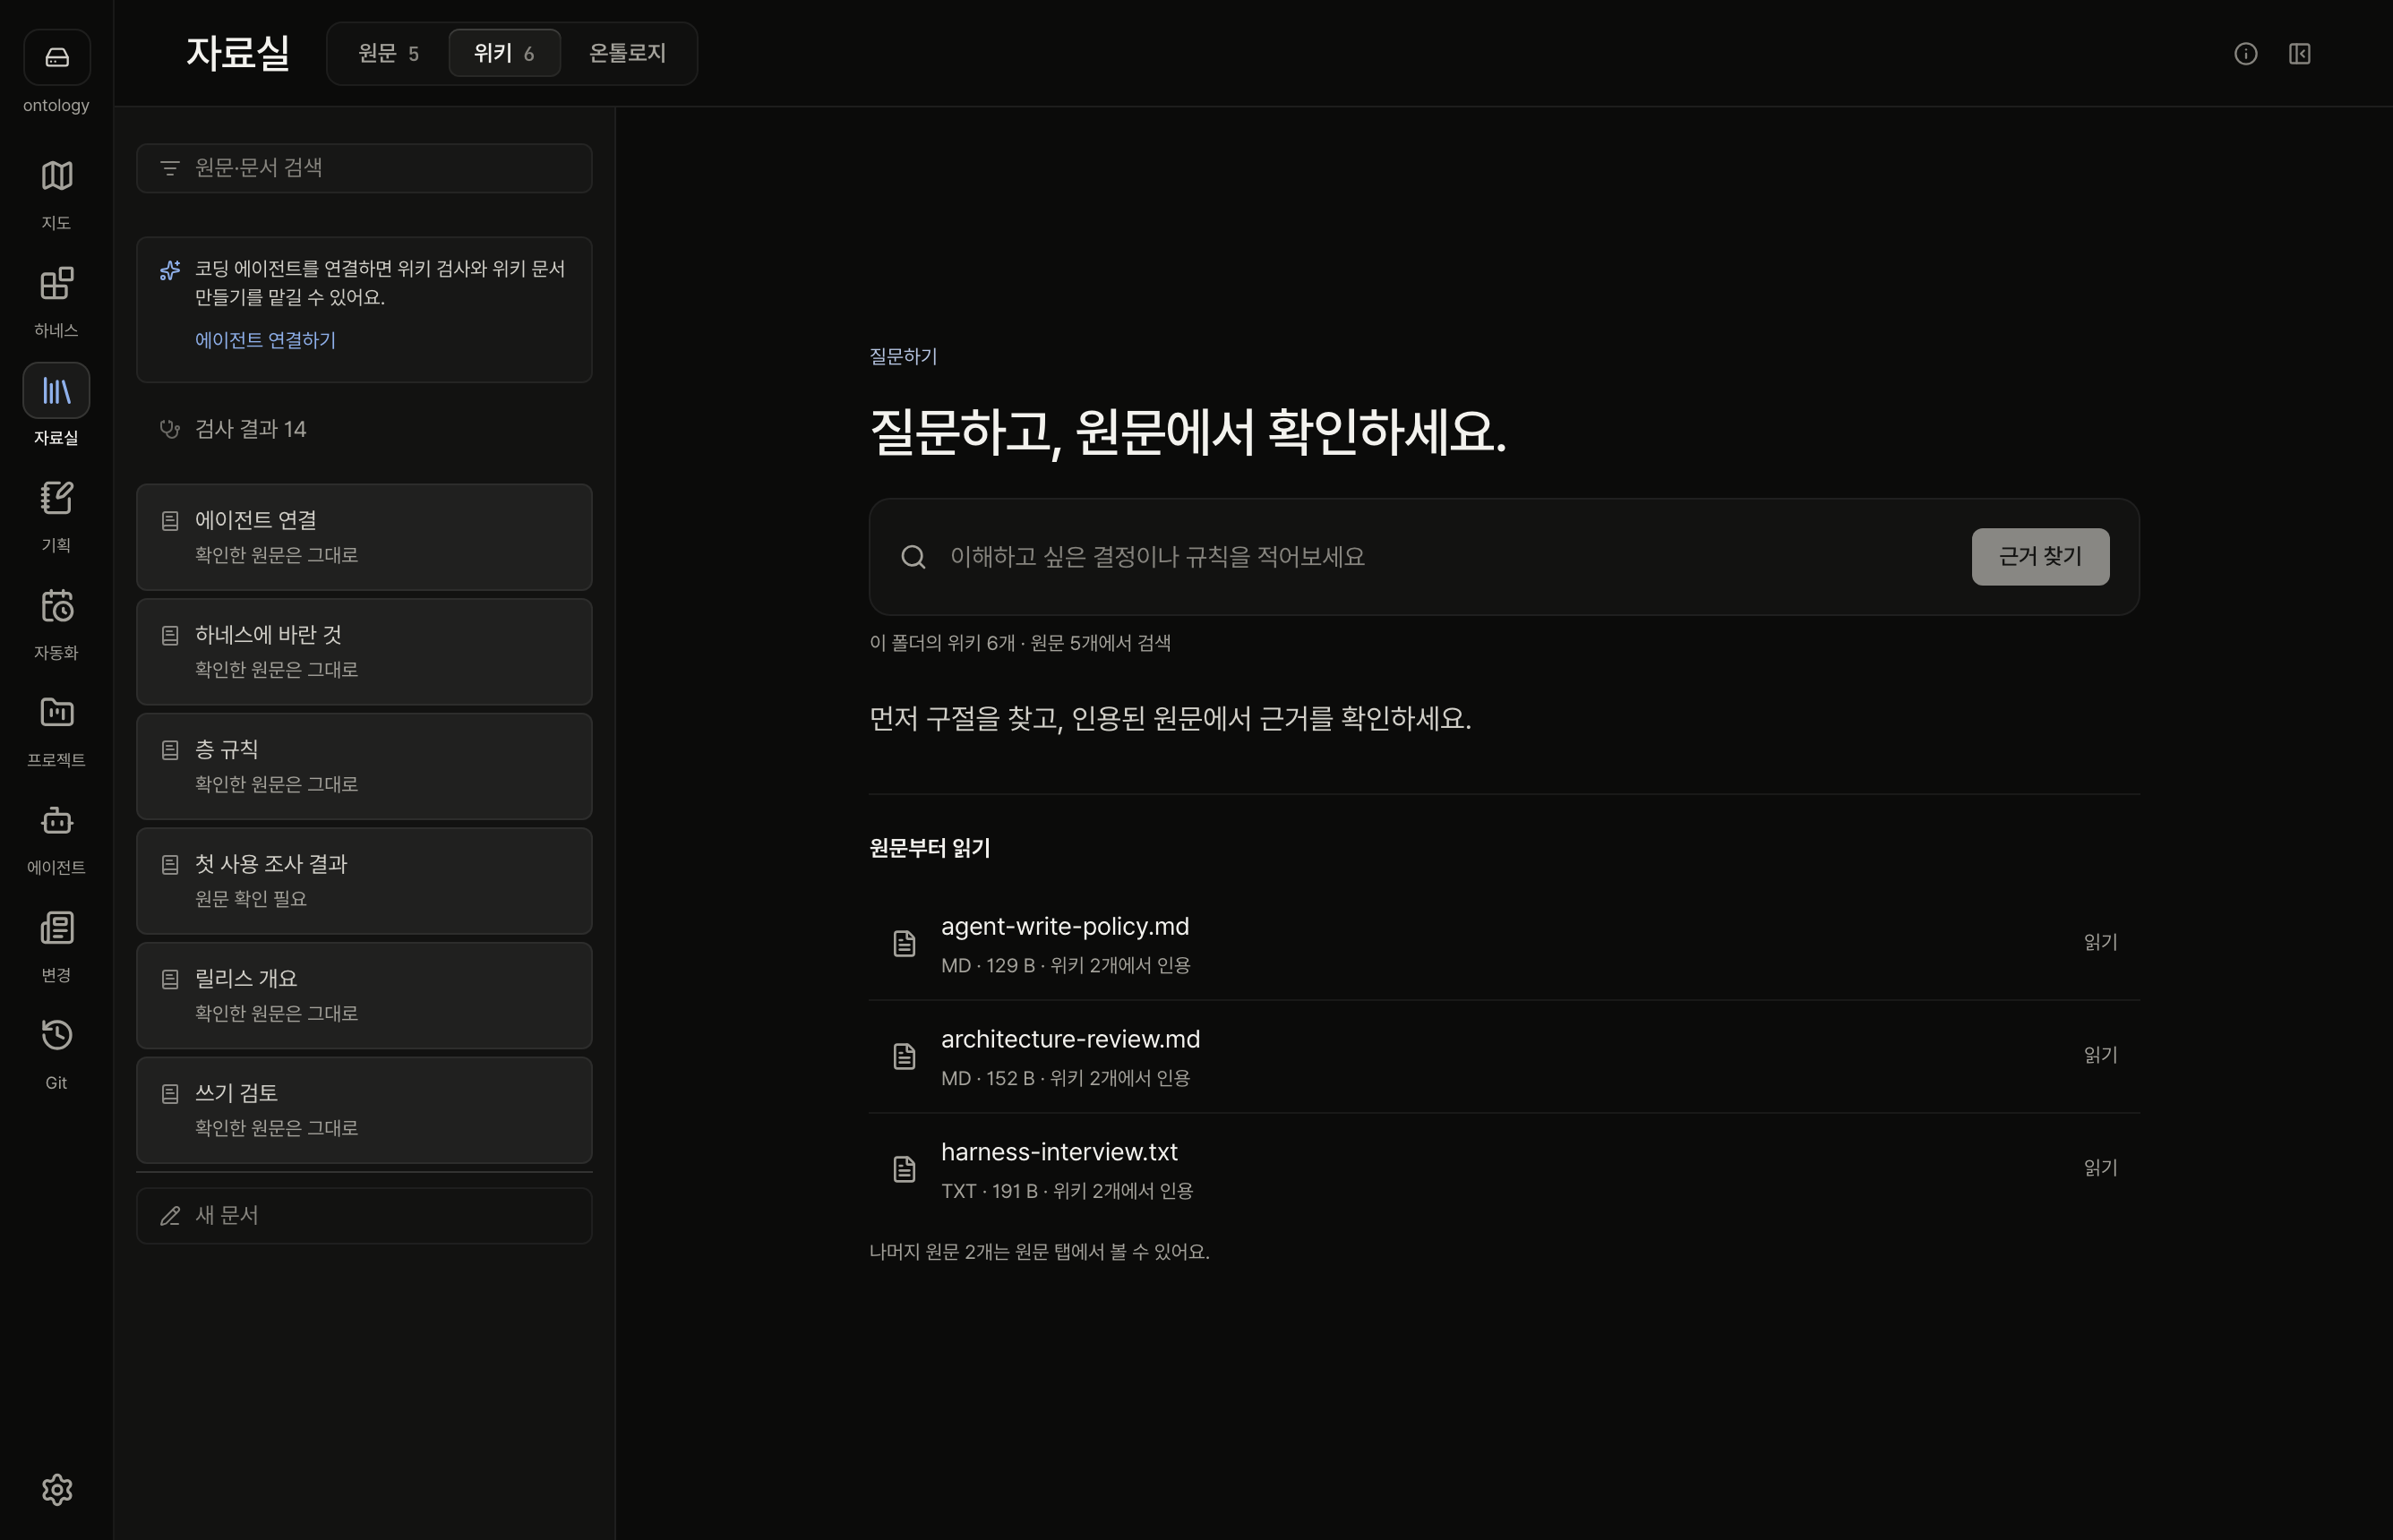 ontology
지도
하네스
자료실
기획
자동화
프로젝트
에이전트
변경
Git
자료실
원문 5
위키 6
온톨로지
원문·문서 검색
코딩 에이전트를 연결하면 위키 검사와 위키 문서
만들기를 맡길 수 있어요.
에이전트 연결하기
검사 결과 14
에이전트 연결
확인한 원문은 그대로
하네스에 바란 것
확인한 원문은 그대로
층 규칙
확인한 원문은 그대로
첫 사용 조사 결과
원문 확인 필요
릴리스 개요
확인한 원문은 그대로
쓰기 검토
확인한 원문은 그대로
새 문서
질문하기
질문하고, 원문에서 확인하세요.
이해하고 싶은 결정이나 규칙을 적어보세요
근거 찾기
이 폴더의 위키 6개 · 원문 5개에서 검색
먼저 구절을 찾고, 인용된 원문에서 근거를 확인하세요.
원문부터 읽기
agent-write-policy.md
MD · 129 B · 위키 2개에서 인용
읽기
architecture-review.md
MD · 152 B · 위키 2개에서 인용
읽기
harness-interview.txt
TXT · 191 B · 위키 2개에서 인용
읽기
나머지 원문 2개는 원문 탭에서 볼 수 있어요.